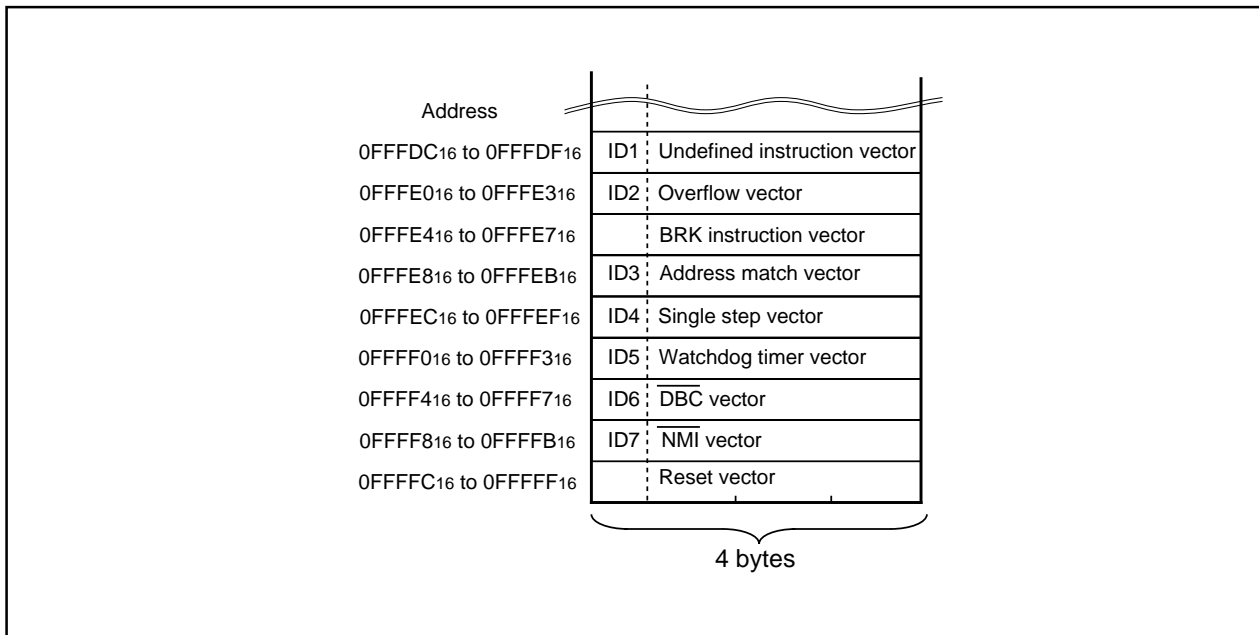 Address
0FFFDC16 to 0FFFDF16 ID1 Undefined instruction vector
0FFFE016 to 0FFFE316 ID2 Overflow vector
0FFFE416 to 0FFFE716 BRK instruction vector
0FFFE816 to 0FFFEB16 ID3 Address match vector
0FFFEC16 to 0FFFEF16 ID4 Single step vector
0FFFF016 to 0FFFF316 ID5 Watchdog timer vector
0FFFF416 to 0FFFF716 ID6 DBC vector
0FFFF816 to 0FFFFB16 ID7 NMI vector
0FFFFC16 to 0FFFFF16 Reset vector
4 bytes